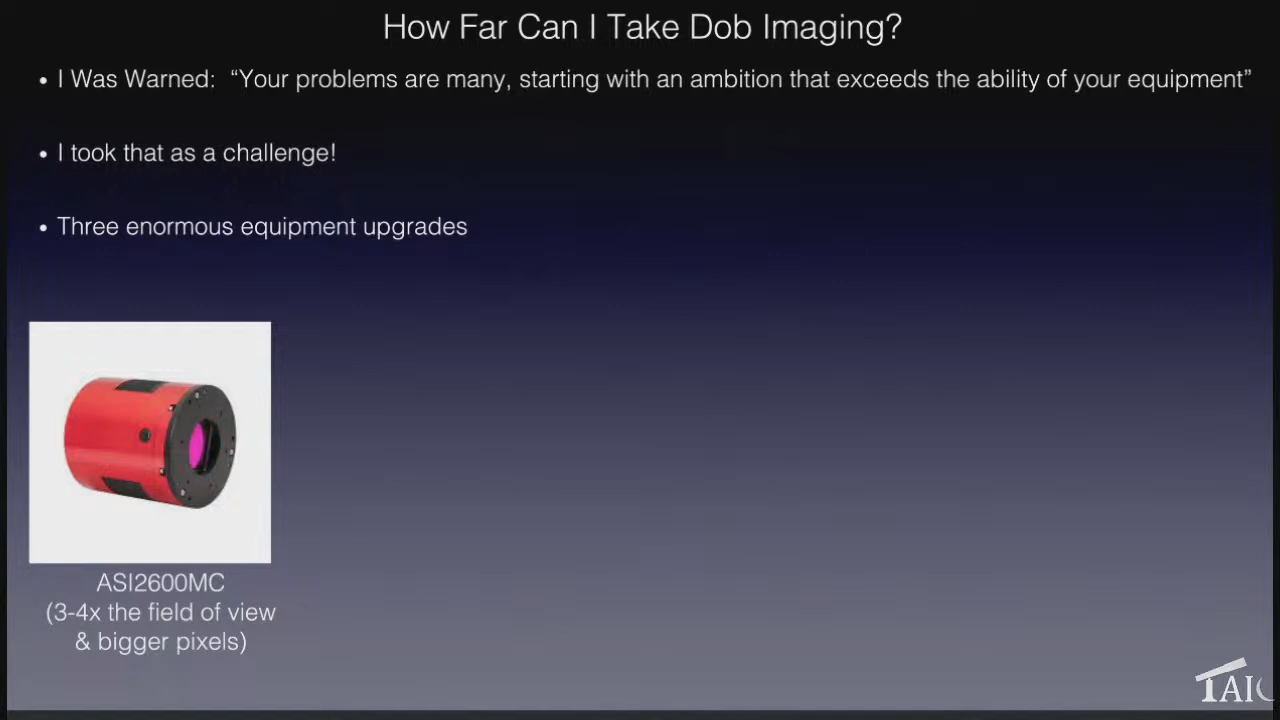 How Far Can I Take Dob Imaging?
• I Was Warned: “Your problems are many, starting with an ambition that exceeds the ability of your equipment”
• I took that as a challenge!
• Three enormous equipment upgrades
ASI2600MC
(3-4x the field of view
& bigger pixels)
TAIC